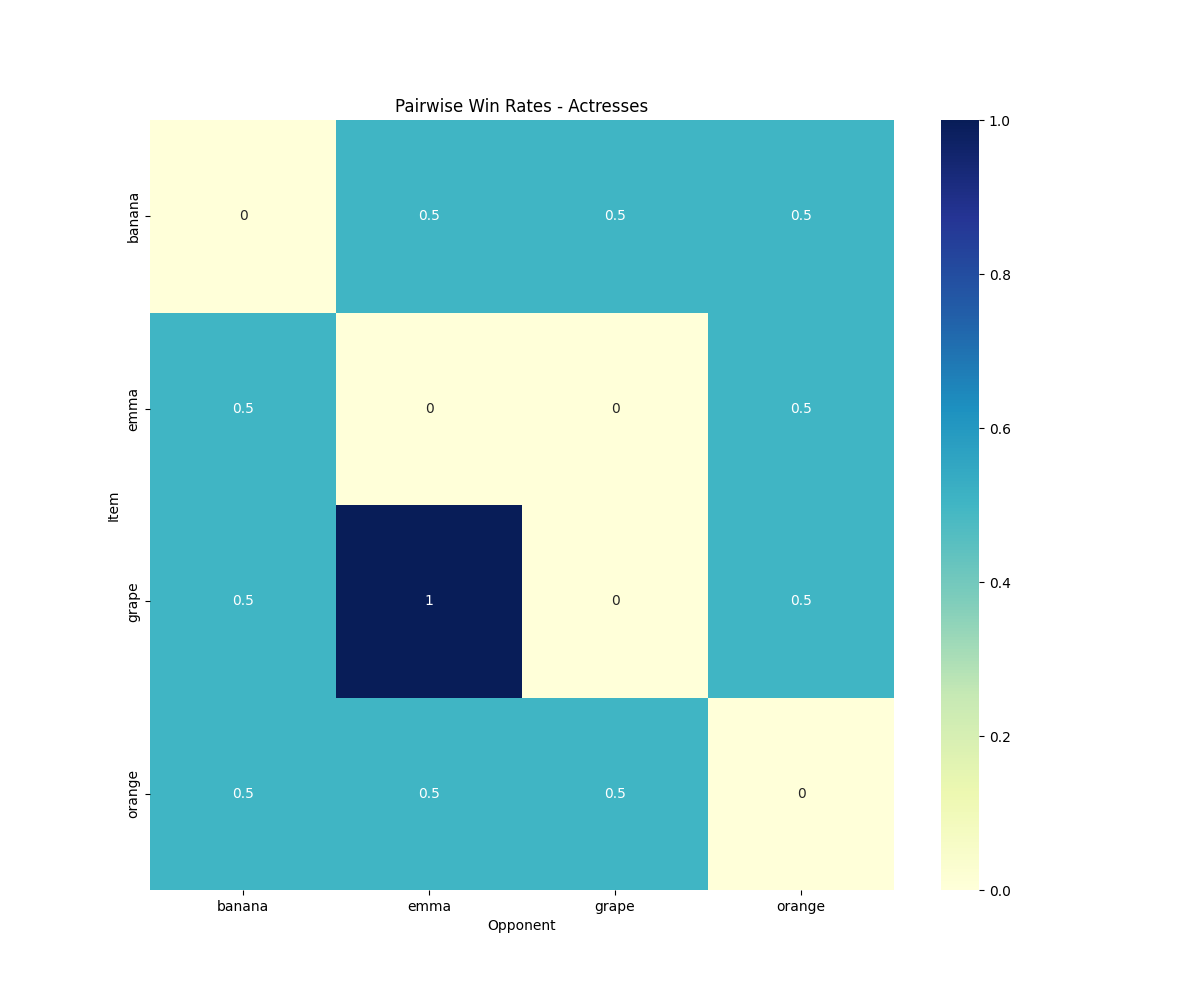 Pairwise Win Rates - Actresses
1.0
banana
0 0.5 0.5 0.5
0.8
emma
0.5 0 0 0.5
0.6
Item
grape
0.5 1 0 0.5
0.4
0.2
orange
0.5 0.5 0.5 0
0.0
banana emma grape orange
Opponent